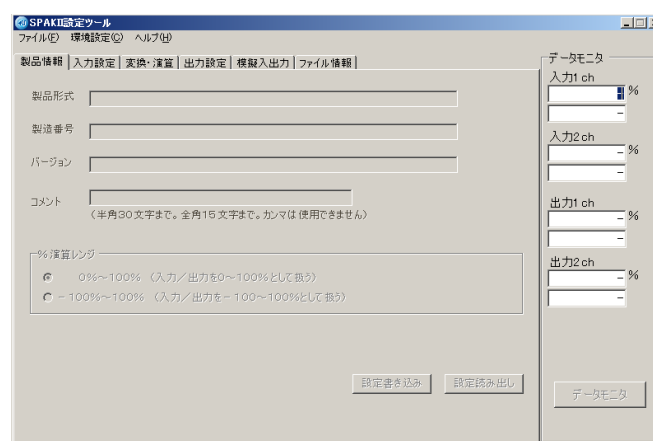 SPAKⅡ設定ツール
ファイル(F) 環境設定(C) ヘルプ(H)
製品情報 入力設定 変換・演算 出力設定 模擬入出力 ファイル情報
製品形式
製造番号
バージョン
コメント
(半角30文字まで。全角15文字まで。カンマは使用できません)
%演算レンジ
0%~100% (入力/出力を0~100%として扱う)
-100%~100% (入力/出力を-100~100%として扱う)
設定書き込み 設定読み出し
データモニタ
入力1 ch
- %
-
入力2 ch
- %
-
出力1 ch
- %
-
出力2 ch
- %
-
データモニタ